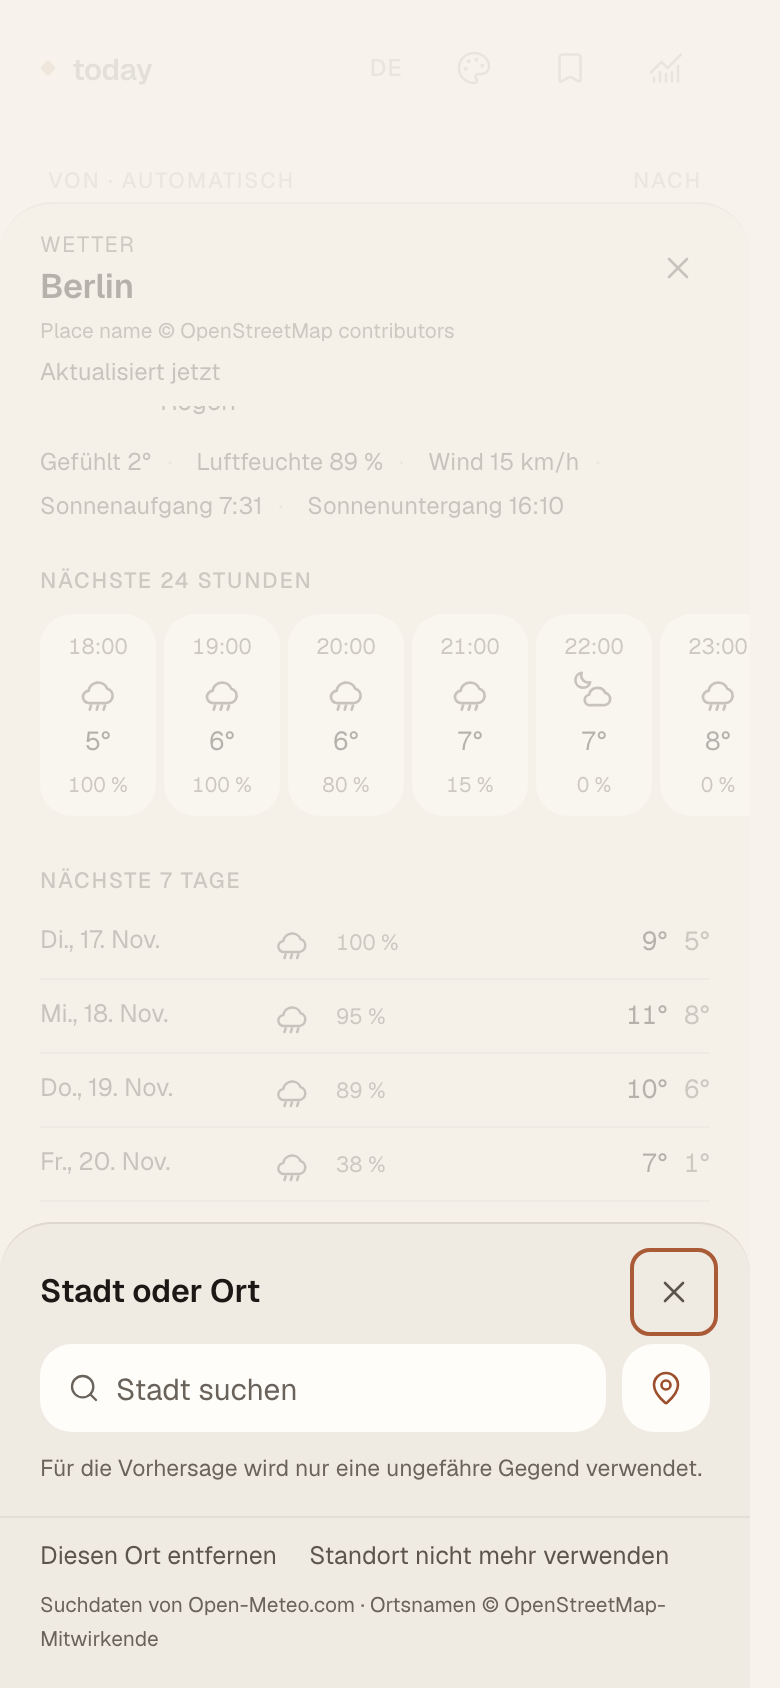 today
DE
VON · AUTOMATISCH
NACH
WETTER
Berlin
Place name © OpenStreetMap contributors
Aktualisiert jetzt
Gefühlt 2° · Luftfeuchte 89 % · Wind 15 km/h ·
Sonnenaufgang 7:31 · Sonnenuntergang 16:10
NÄCHSTE 24 STUNDEN
18:00 19:00 20:00 21:00 22:00 23:00
5° 6° 6° 7° 7° 8°
100 % 100 % 80 % 15 % 0 % 0 %
NÄCHSTE 7 TAGE
Di., 17. Nov. 100 % 9° 5°
Mi., 18. Nov. 95 % 11° 8°
Do., 19. Nov. 89 % 10° 6°
Fr., 20. Nov. 38 % 7° 1°
Stadt oder Ort
Stadt suchen
Für die Vorhersage wird nur eine ungefähre Gegend verwendet.
Diesen Ort entfernen Standort nicht mehr verwenden
Suchdaten von Open-Meteo.com · Ortsnamen © OpenStreetMap-
Mitwirkende